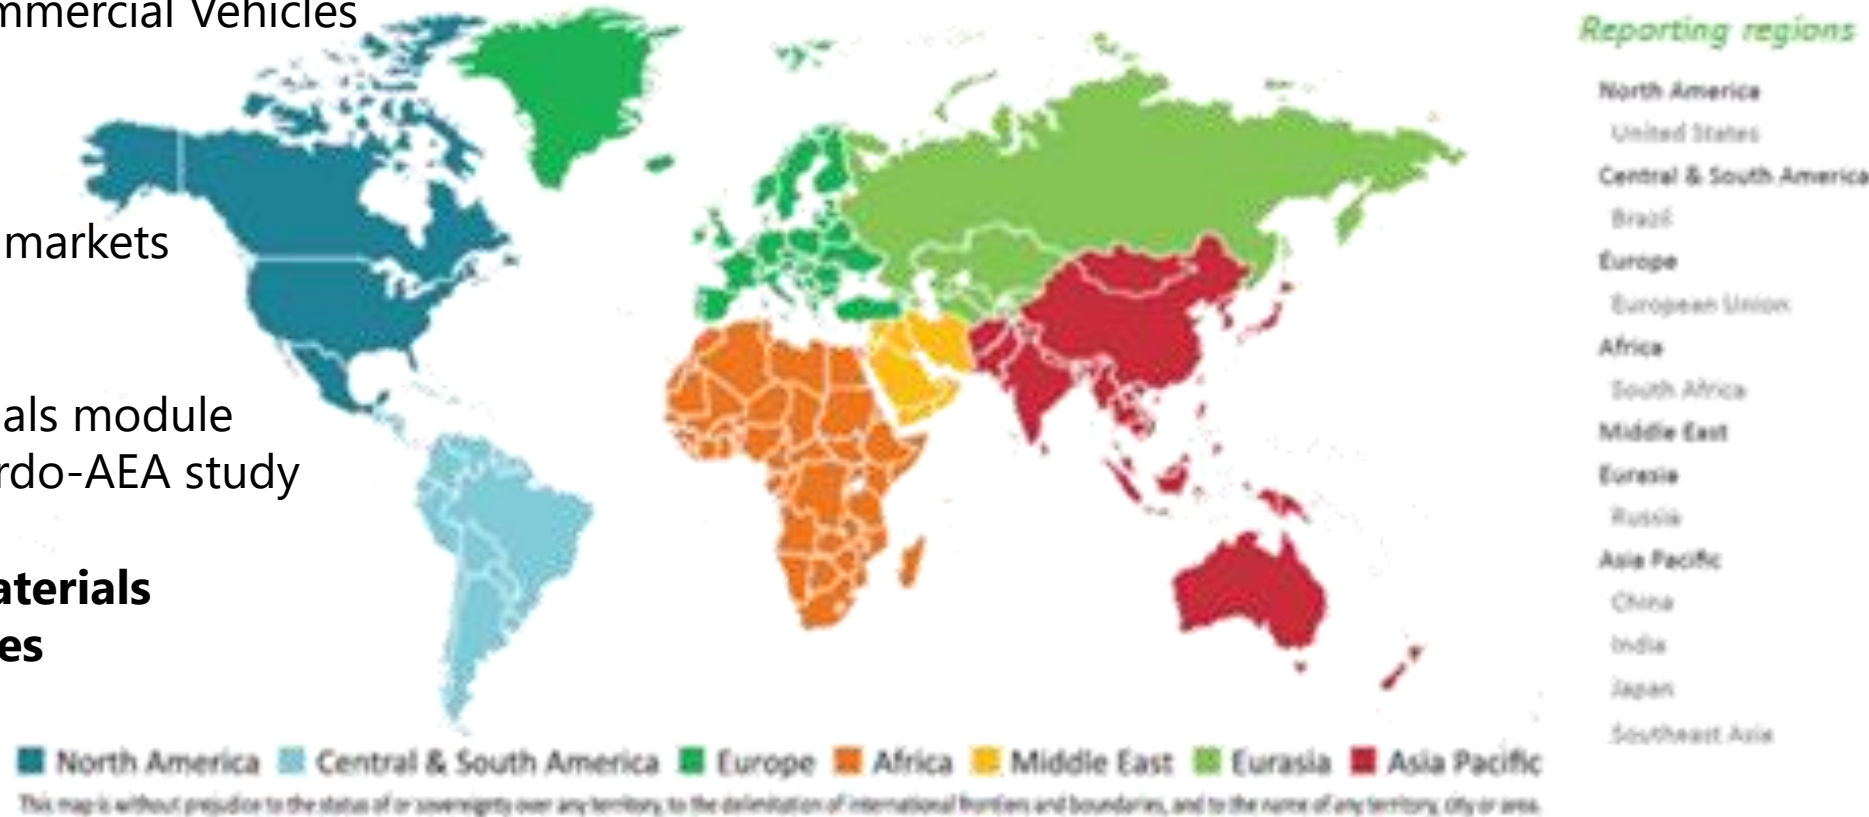 mmercial Vehicles
markets
als module
rdo-AEA study
aterials
es
Reporting regions
North America
United States
Central & South America
Brazil
Europe
European Union
Africa
South Africa
Middle East
Eurasia
Russia
Asia Pacific
China
India
Japan
Southeast Asia
North America Central & South America Europe Africa Middle East Eurasia Asia Pacific
This map is without prejudice to the status of or sovereignty over any territory, to the delimitation of international frontiers and boundaries, and to the name of any territory, city or area.